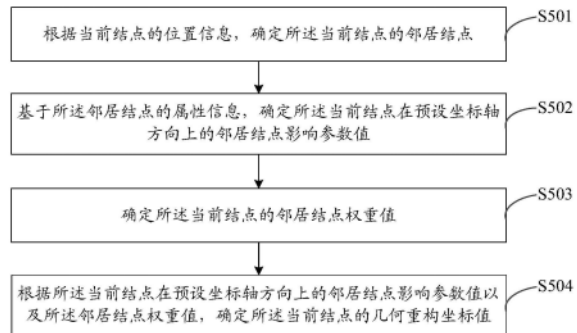 根据当前结点的位置信息，确定所述当前结点的邻居结点
S501
基于所述邻居结点的属性信息，确定所述当前结点在预设坐标轴
方向上的邻居结点影响参数值
S502
确定所述当前结点的邻居结点权重值
S503
根据所述当前结点在预设坐标轴方向上的邻居结点影响参数值以
及所述邻居结点权重值，确定所述当前结点的几何重构坐标值
S504